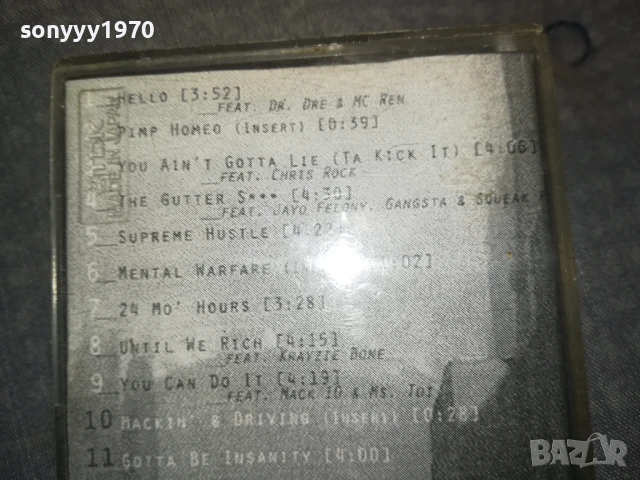 sonyyy1970
HELLO [3:52]
FEAT. DR. DRE & MC REN
PIMP HOMEO (INSERT) [0:39]
YOU AIN'T GOTTA LIE (TA KICK IT) [4:06]
FEAT. CHRIS ROCK
THE GUTTER S*** [4:30]
FEAT. JAYO FELONY, GANGSTA & SQUEAK
5 SUPREME HUSTLE [4:22
6 MENTAL WARFARE :02]
7 24 MO' HOURS [3:28]
8 UNTIL WE RICH [4:15]
FEAT. KRAYZIE BONE
9 YOU CAN DO IT [4:19]
FEAT. MACK 10 & MS. TOI
10 MACKIN' & DRIVING (INSERT) [0:28]
11 GOTTA BE INSANITY [4:00]
BAZAR